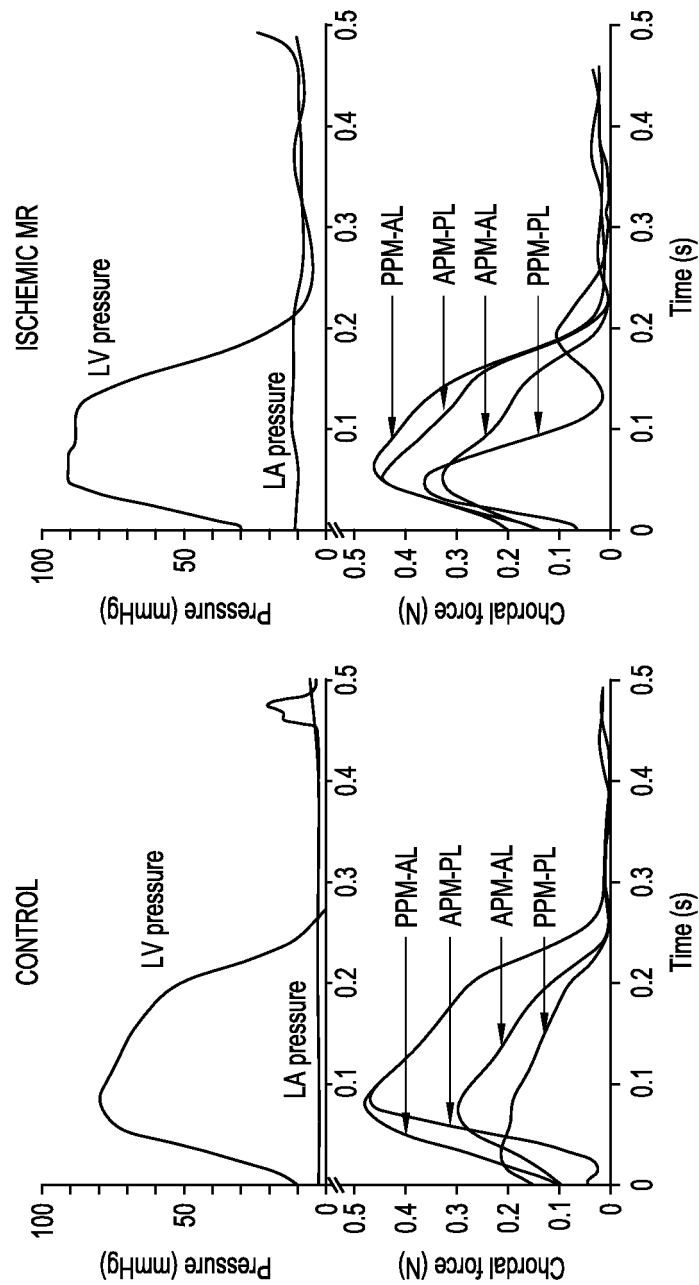 CONTROL
100
50
0
Pressure (mmHg)
LV pressure
LA pressure
0.5
0.4
0.3
0.2
0.1
0
Chordal force (N)
PPM-AL
APM-PL
APM-AL
PPM-PL
0
0.1
0.2
0.3
0.4
0.5
Time (s)
ISCHEMIC MR
100
50
0
Pressure (mmHg)
LV pressure
LA pressure
0.5
0.4
0.3
0.2
0.1
0
Chordal force (N)
PPM-AL
APM-PL
APM-AL
PPM-PL
0
0.1
0.2
0.3
0.4
0.5
Time (s)